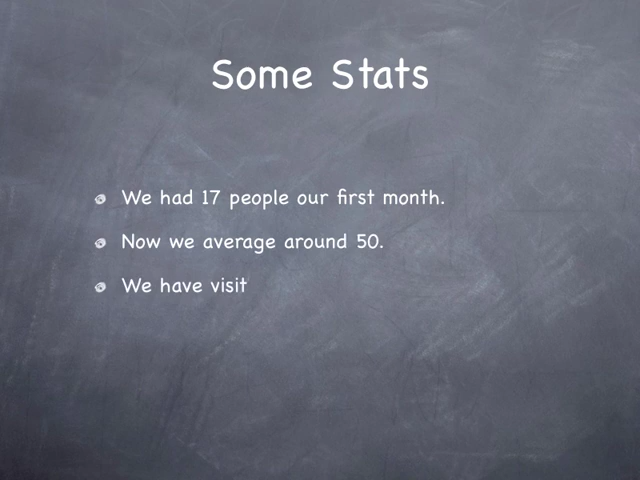 Some Stats
We had 17 people our first month.
Now we average around 50.
We have visit